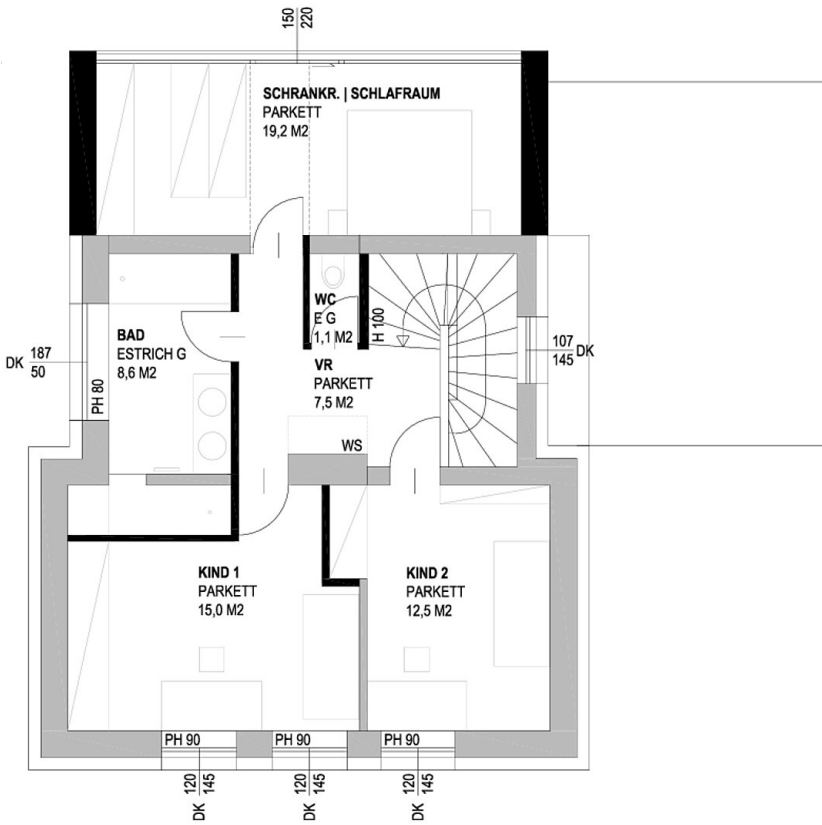 150
220
SCHRANKR. | SCHLAFRAUM
PARKETT
19,2 M2
WC
E G
1,1 M2
H 100
BAD
ESTRICH G
8,6 M2
DK 187
50
PH 80
VR
PARKETT
7,5 M2
107 DK
145
WS
KIND 1
PARKETT
15,0 M2
KIND 2
PARKETT
12,5 M2
PH 90
PH 90
PH 90
DK 120
145
DK 120
145
DK 120
145